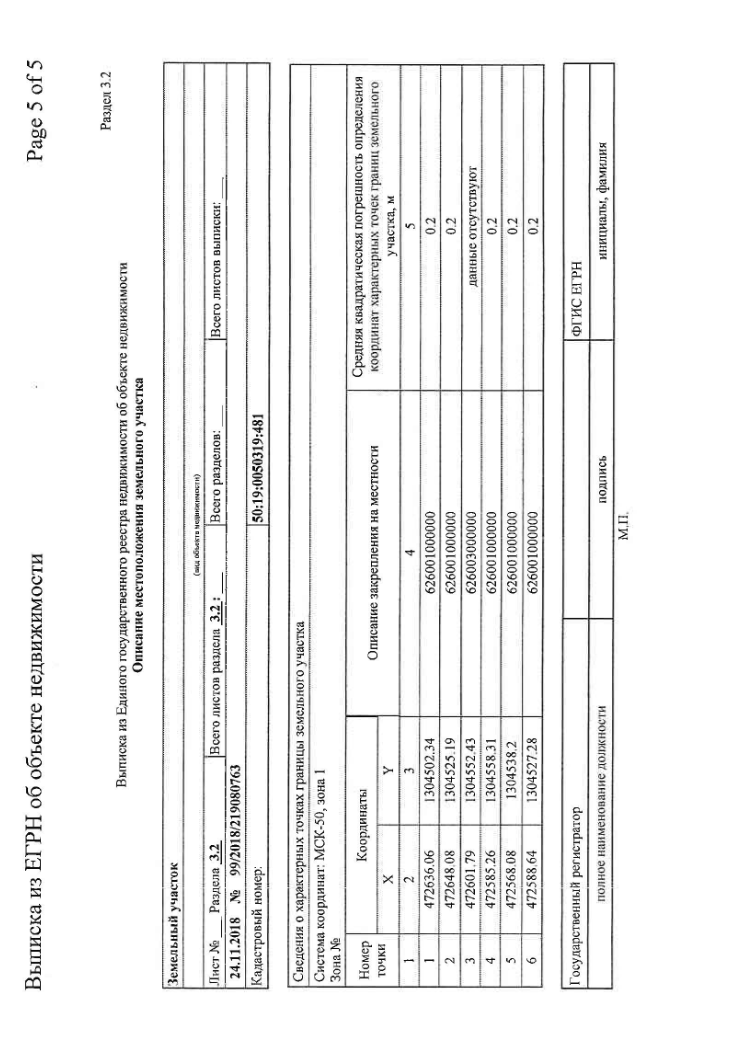 Выписка из ЕГРН об объекте недвижимости Page 5 of 5
Раздел 3.2
Выписка из Единого государственного реестра недвижимости об объекте недвижимости
Описание местоположения земельного участка
Земельный участок
(вид объекта недвижимости)
Лист № ___ Раздела 3.2 Всего листов раздела 3.2 : ___ Всего разделов: ___ Всего листов выписки: ___
24.11.2018 № 99/2018/219080763
Кадастровый номер: 50:19:0050319:481
Сведения о характерных точках границы земельного участка
Система координат: МСК-50, зона 1
Зона №
Номер точки Координаты Описание закрепления на местности Средняя квадратическая погрешность определения координат характерных точек границ земельного участка, м
X Y
1 2 3 4 5
1 472636.06 1304502.34 626001000000 0.2
2 472648.08 1304525.19 626001000000 0.2
3 472601.79 1304552.43 626003000000 данные отсутствуют
4 472585.26 1304558.31 626001000000 0.2
5 472568.08 1304538.2 626001000000 0.2
6 472588.64 1304527.28 626001000000 0.2
Государственный регистратор ФГИС ЕГРН
полное наименование должности подпись инициалы, фамилия
М.П.